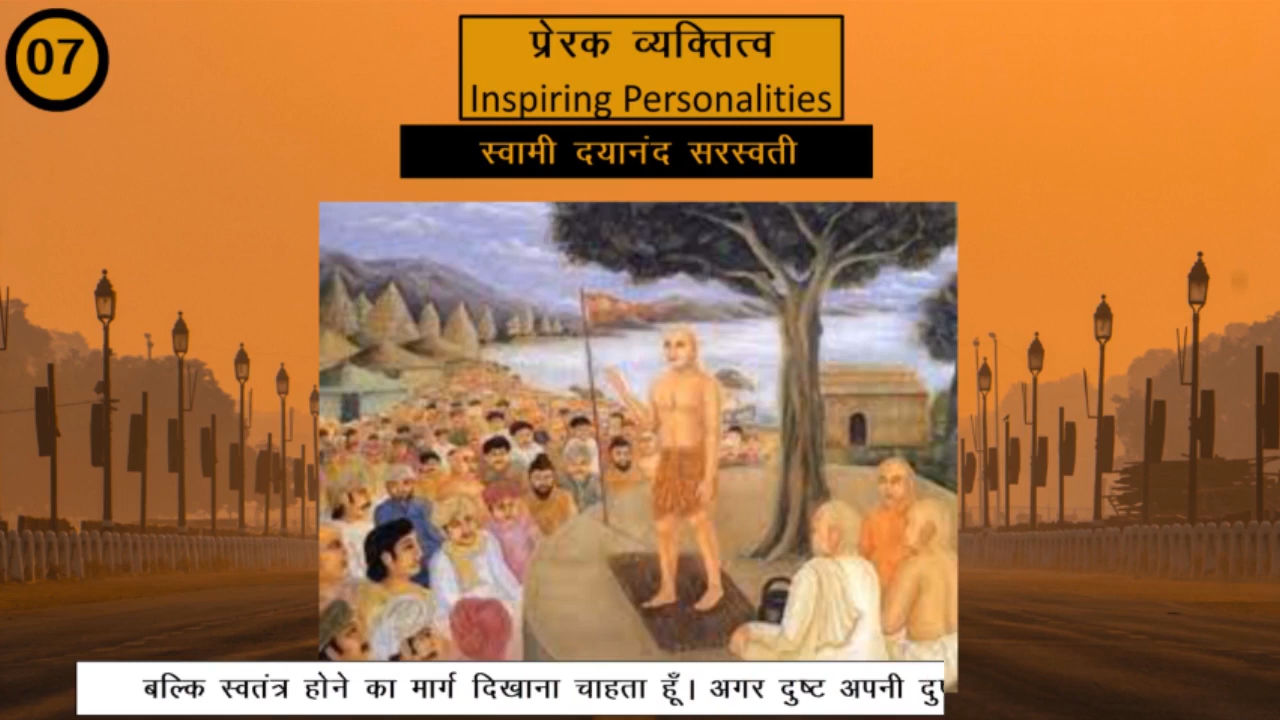 07
प्रेरक व्यक्तित्व
Inspiring Personalities
स्वामी दयानंद सरस्वती
बल्कि स्वतंत्र होने का मार्ग दिखाना चाहता हूँ। अगर दुष्ट अपनी